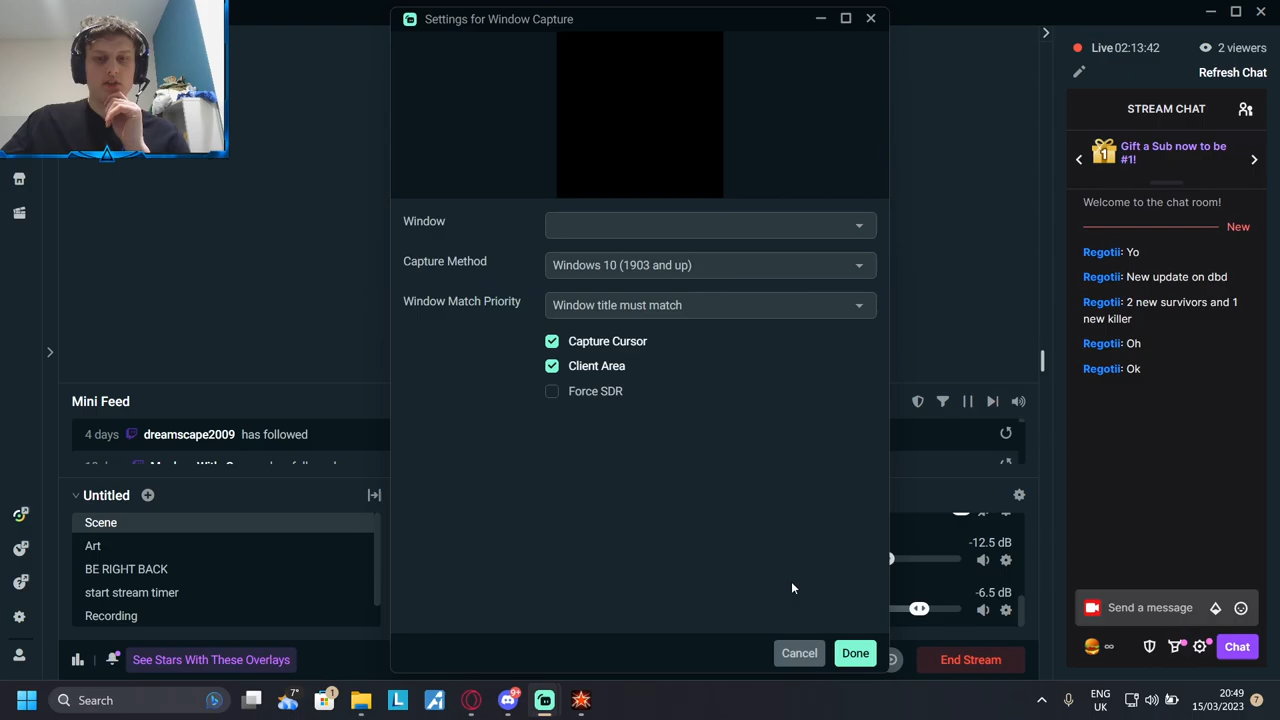 Settings for Window Capture
Window
Capture Method
Windows 10 (1903 and up)
Window Match Priority
Window title must match
Capture Cursor
Client Area
Force SDR
Cancel
Done
Mini Feed
4 days
dreamscape2009 has followed
Untitled
Scene
Art
BE RIGHT BACK
start stream timer
Recording
-12.5 dB
-6.5 dB
See Stars With These Overlays
End Stream
Live 02:13:42
2 viewers
Refresh Chat
STREAM CHAT
1
Gift a Sub now to be
#1!
Welcome to the chat room!
New
Regotii: Yo
Regotii: New update on dbd
Regotii: 2 new survivors and 1
new killer
Regotii: Oh
Regotii: Ok
Send a message
Chat
Search
7°
1
L
9+
ENG
UK
20:49
15/03/2023
7